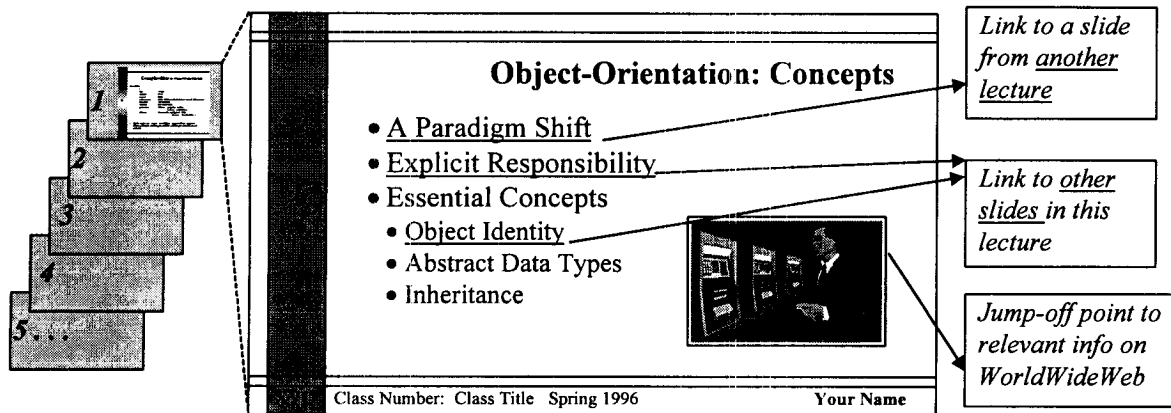 1
2
3
4
5...
Object-Orientation: Concepts
• A Paradigm Shift
• Explicit Responsibility
• Essential Concepts
• Object Identity
• Abstract Data Types
• Inheritance
Class Number: Class Title Spring 1996
Your Name
Link to a slide
from another
lecture
Link to other
slides in this
lecture
Jump-off point to
relevant info on
WorldWideWeb